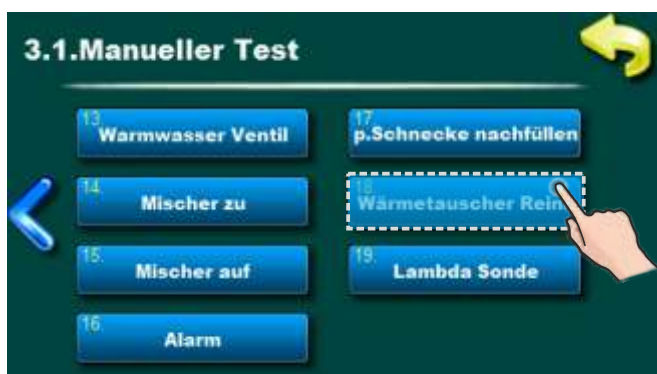 3.1.Manueller Test
13.
Warmwasser Ventil
14.
Mischer zu
15.
Mischer auf
16.
Alarm
17
p.Schnecke nachfüllen
18.
Wärmetauscher
19.
Lambda Sonde